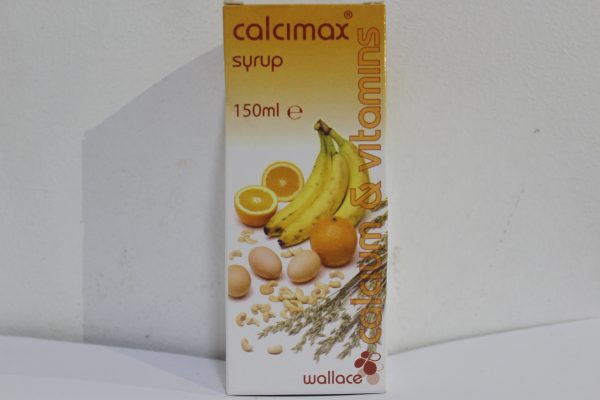 calcimax®
syrup
150ml ℮
calcium & vitamins
wallace